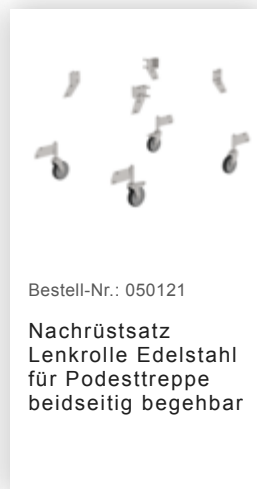 Bestell-Nr.: 050121
Nachrüstsatz
Lenkrolle Edelstahl
für Podesttreppe
beidseitig begehbar